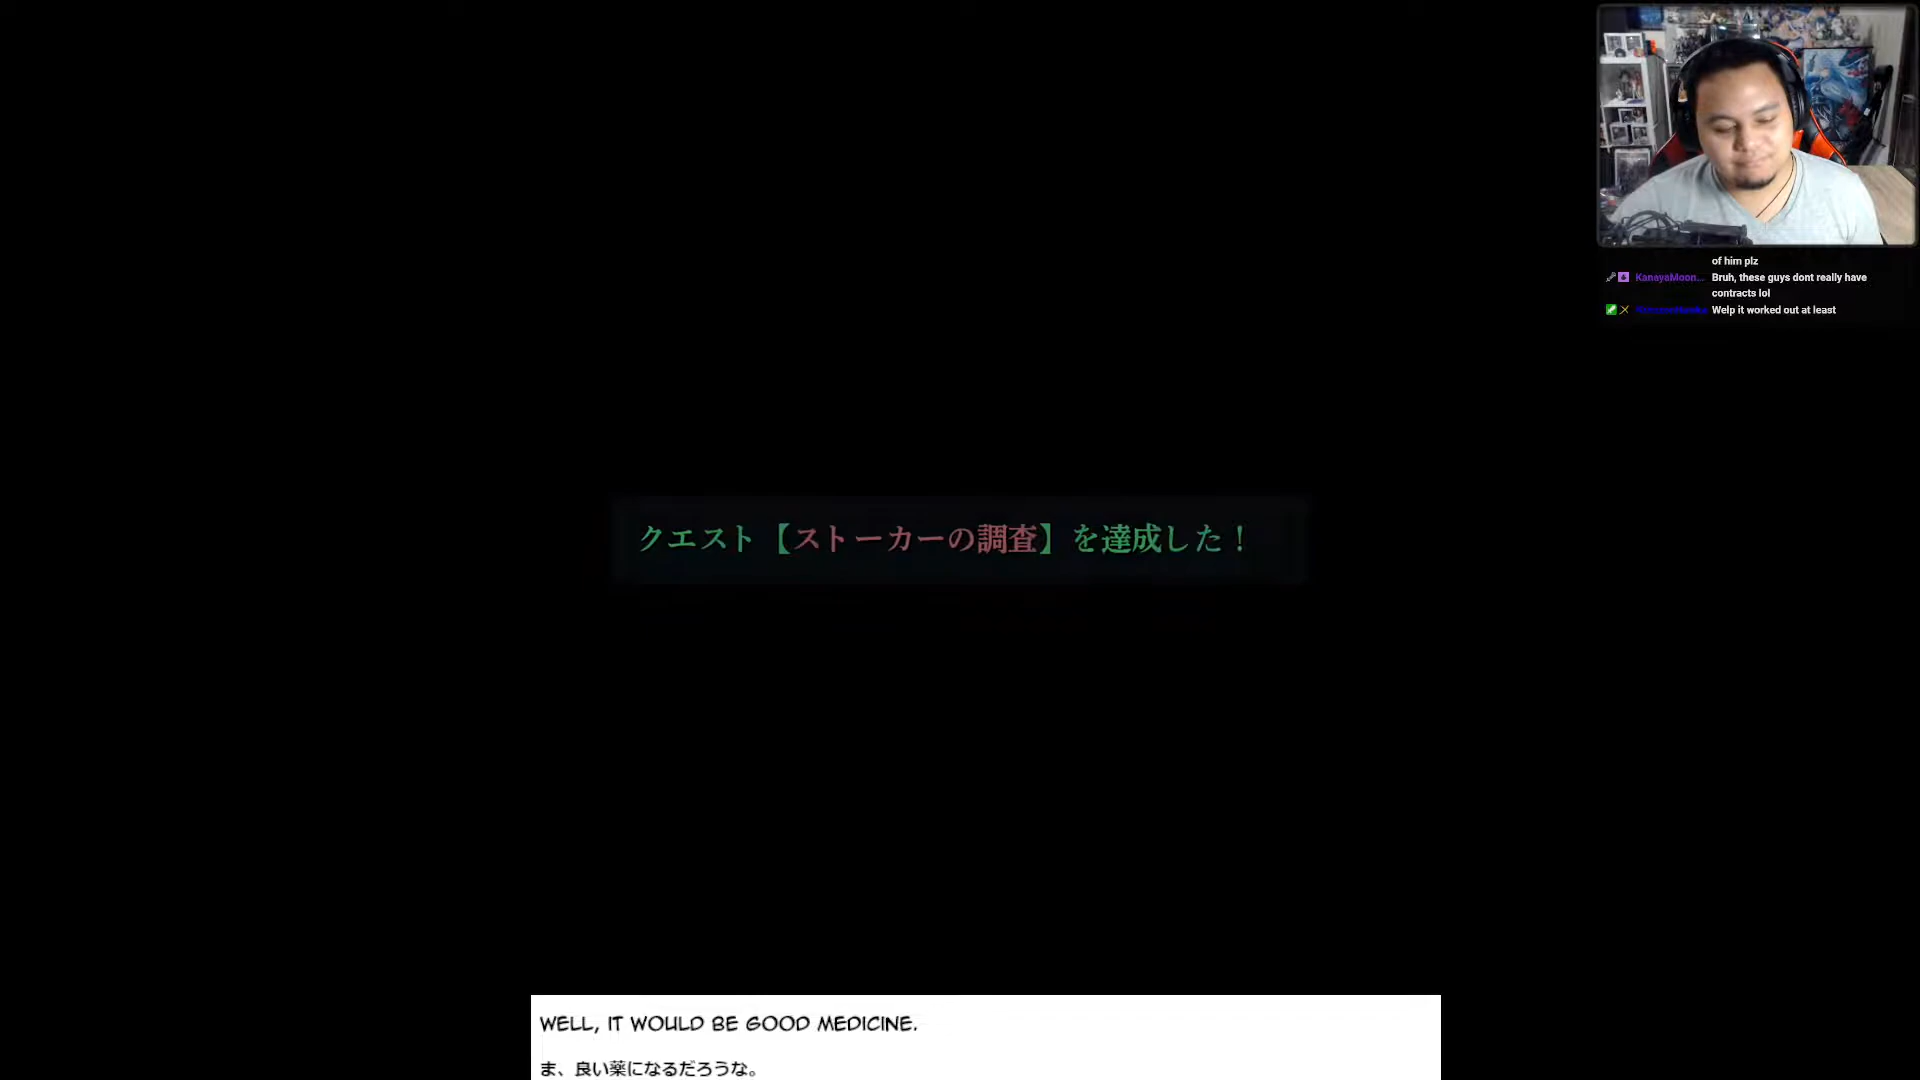 of him plz
KanayaMoon... Bruh, these guys dont really have
contracts lol
Welp it worked out at least
クエスト【ストーカーの調査】を達成した！
WELL, IT WOULD BE GOOD MEDICINE.
ま、良い薬になるだろうな。